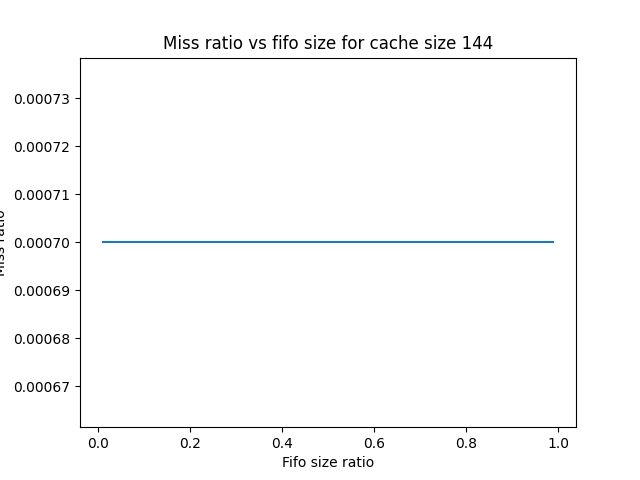 Miss ratio vs fifo size for cache size 144
0.00073
0.00072
0.00071
0.00070
0.00069
0.00068
0.00067
Miss ratio
0.0 0.2 0.4 0.6 0.8 1.0
Fifo size ratio